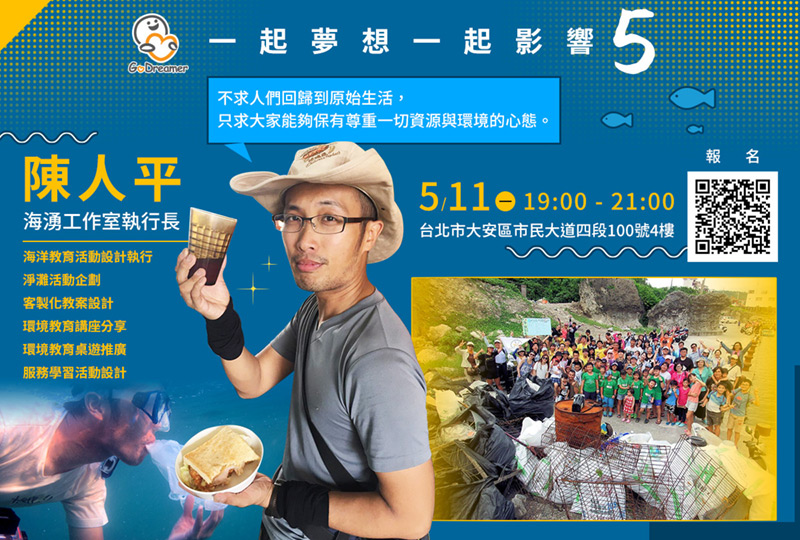 GoDreamer
一起夢想一起影響5
不求人們回歸到原始生活，
只求大家能夠保有尊重一切資源與環境的心態。
陳人平
海湧工作室執行長
海洋教育活動設計執行
淨灘活動企劃
客製化教案設計
環境教育講座分享
環境教育桌遊推廣
服務學習活動設計
報名
5/11 一 19:00 - 21:00
台北市大安區市民大道四段100號4樓